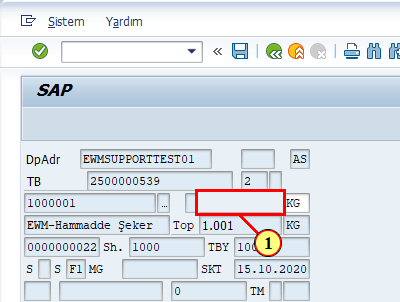 Sistem Yardım
SAP
DpAdr EWMSUPPORTTEST01 AS
TB 2500000539 2
1000001 ... KG
EWM-Hammadde Şeker Top 1.001 KG
1
0000000022 Sh. 1000 TBY 100
S S F1 MG SKT 15.10.2020
0 TM